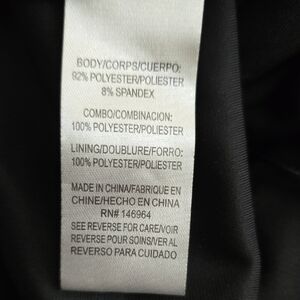 BODY/CORPS/CUERPO:
92% POLYESTER/POLIESTER
8% SPANDEX
COMBO/COMBINACION:
100% POLYESTER/POLIESTER
LINING/DOUBLURE/FORRO:
100% POLYESTER/POLIESTER
MADE IN CHINA/FABRIQUE EN
CHINE/HECHO EN CHINA
RN# 146964
SEE REVERSE FOR CARE/VOIR
REVERSE POUR SOINS/VER AL
REVERSO PARA CUIDADO